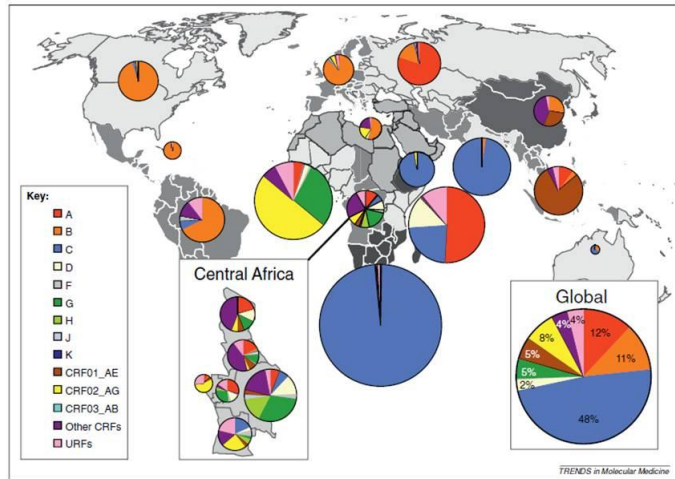 Key:
A
B
C
D
F
G
H
J
K
CRF01_AE
CRF02_AG
CRF03_AB
Other CRFs
URFs
Central Africa
Global
4%
4%
12%
8%
11%
5%
5%
2%
48%
TRENDS in Molecular Medicine